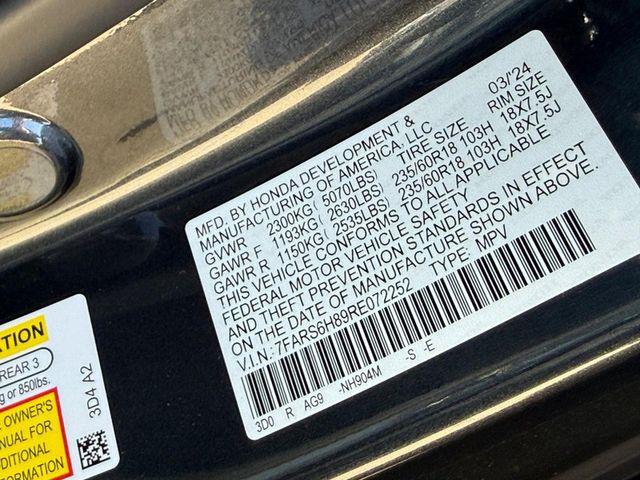 MFD. BY HONDA DEVELOPMENT &
MANUFACTURING OF AMERICA, LLC 03/'24
GVWR 2300KG ( 5070LBS) TIRE SIZE RIM SIZE
GAWR F 1193KG ( 2630LBS) 235/60R18 103H 18X7.5J
GAWR R 1150KG ( 2535LBS) 235/60R18 103H 18X7.5J
THIS VEHICLE CONFORMS TO ALL APPLICABLE
FEDERAL MOTOR VEHICLE SAFETY
AND THEFT PREVENTION STANDARDS IN EFFECT
ON THE DATE OF MANUFACTURE SHOWN ABOVE.
V.I.N.: 7FARS6H89RE072252 TYPE MPV
3D0 R AG9 -NH904M -S -E
REAR 3
850lbs.
OWNER'S
FOR
3D4 A2